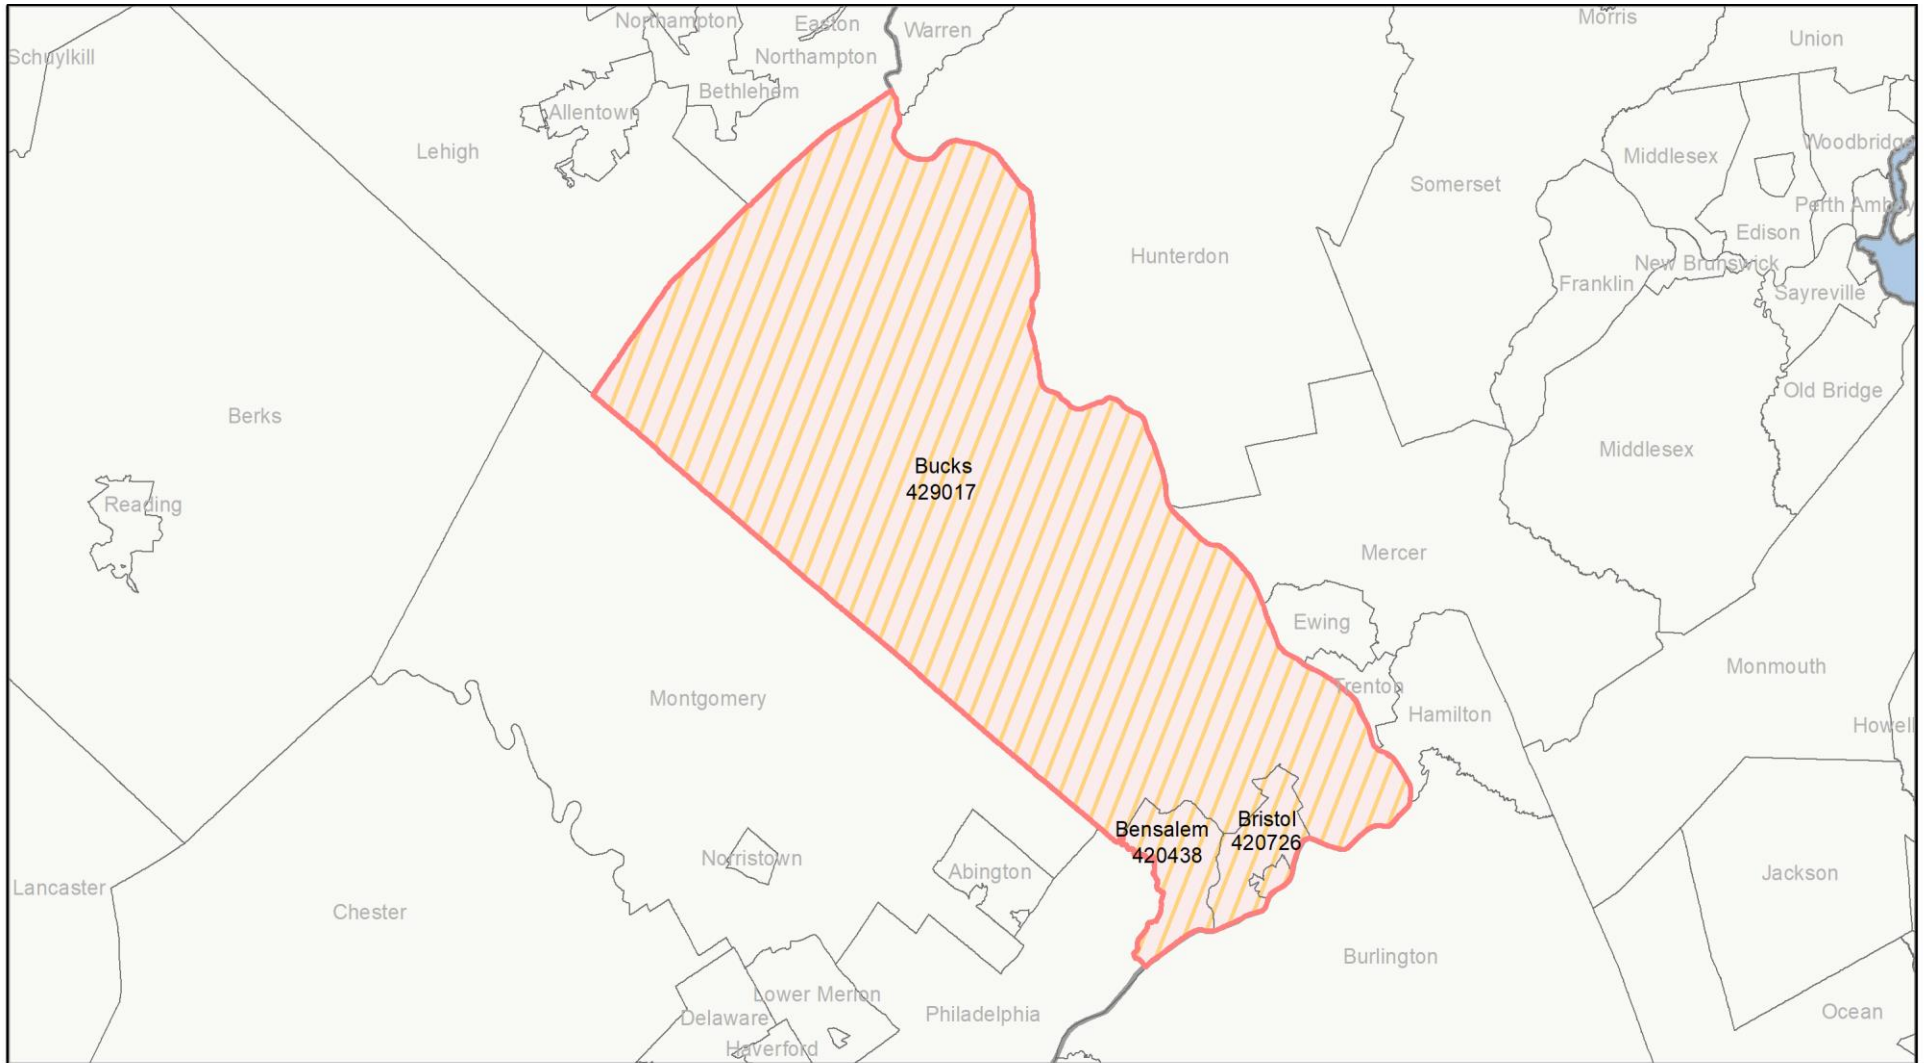 Northampton
Easton
Warren
Morris
Union
Schuylkill
Northampton
Bethlehem
Allentown
Lehigh
Woodbridge
Middlesex
Somerset
Perth Amboy
Edison
Hunterdon
New Brunswick
Franklin
Sayreville
Old Bridge
Berks
Middlesex
Bucks
429017
Reading
Mercer
Ewing
Monmouth
Trenton
Montgomery
Hamilton
Howell
Bristol
420726
Bensalem
420438
Norristown
Abington
Jackson
Lancaster
Chester
Burlington
Lower Merion
Delaware
Philadelphia
Ocean
Haverford